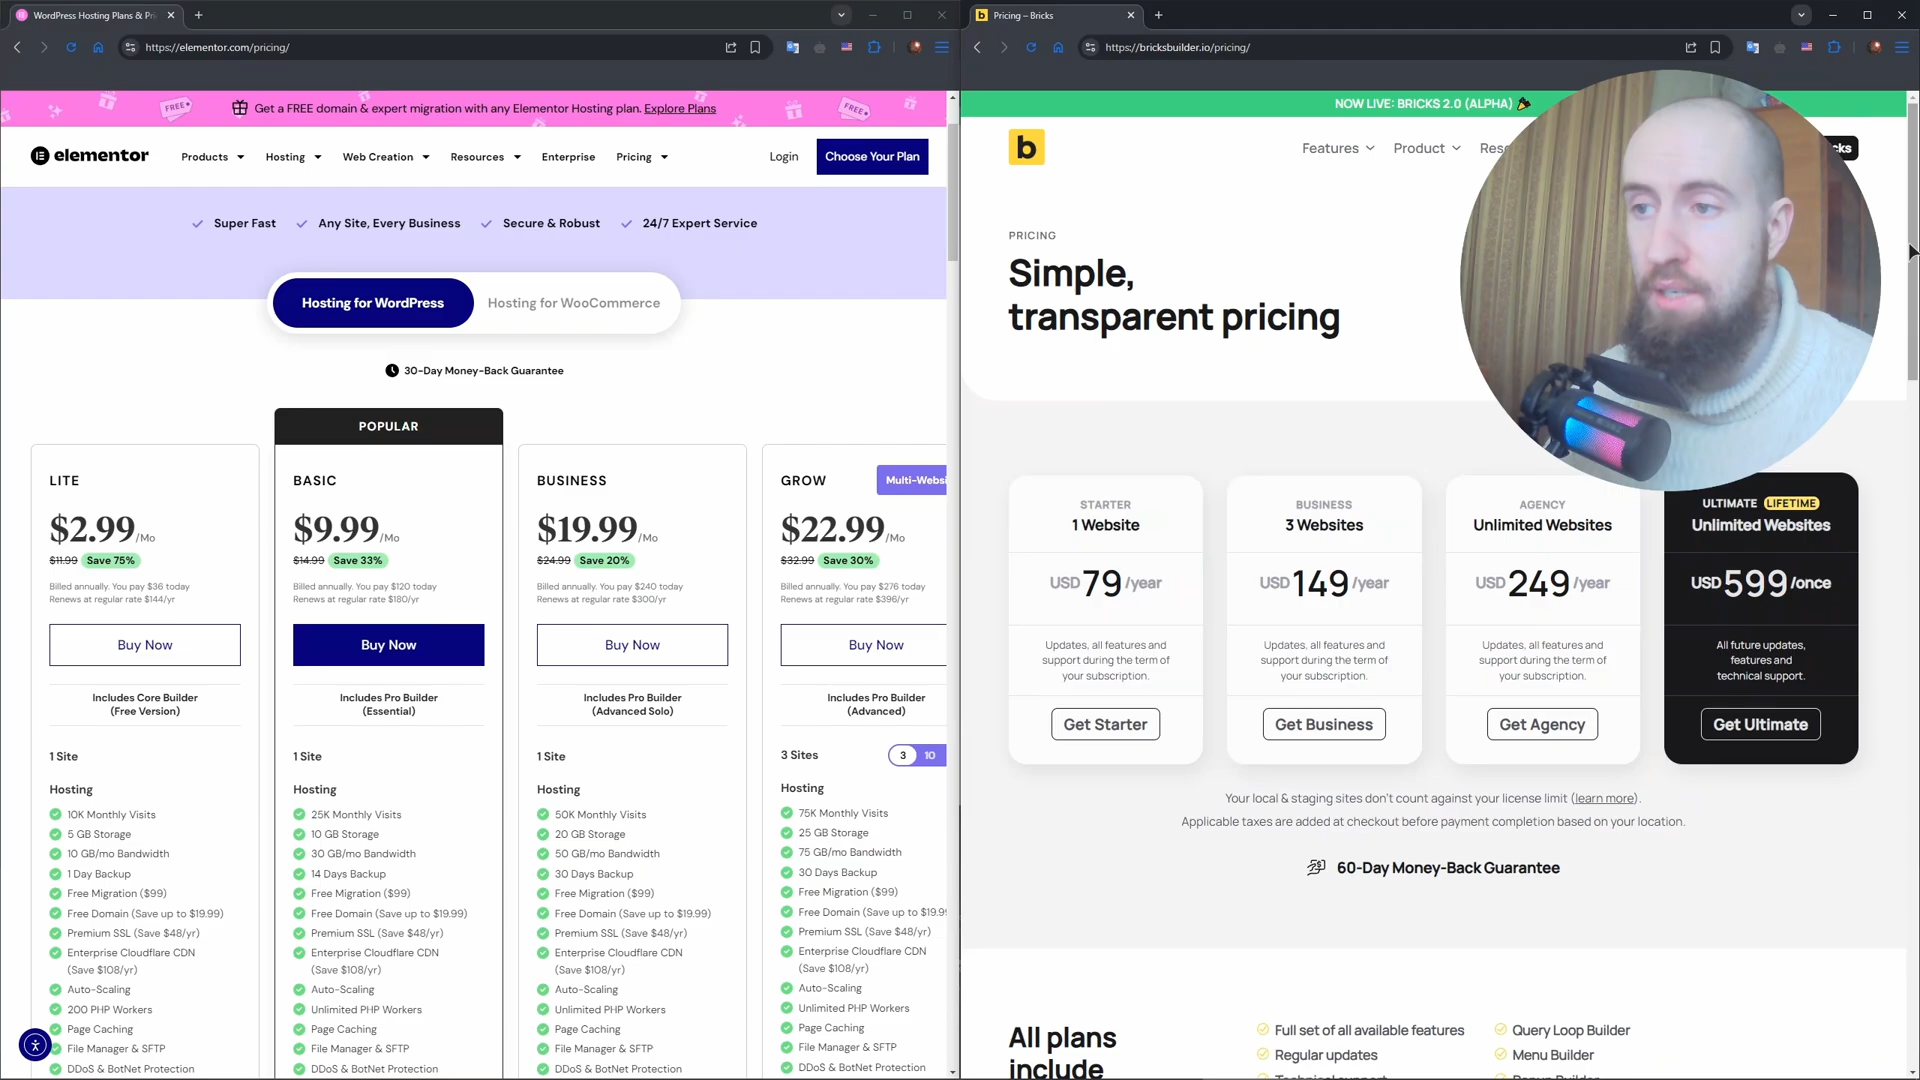 WordPress Hosting Plans & Pri
https://elementor.com/pricing/
FREE
Get a FREE domain & expert migration with any Elementor Hosting plan. Explore Plans
FREE
elementor
Products
Hosting
Web Creation
Resources
Enterprise
Pricing
Login
Choose Your Plan
Super Fast
Any Site, Every Business
Secure & Robust
24/7 Expert Service
Hosting for WordPress
Hosting for WooCommerce
30-Day Money-Back Guarantee
LITE
$2.99/Mo
$11.99 Save 75%
Billed annually. You pay $36 today
Renews at regular rate $144/yr
Buy Now
Includes Core Builder
(Free Version)
1 Site
Hosting
10K Monthly Visits
5 GB Storage
10 GB/mo Bandwidth
1 Day Backup
Free Migration ($99)
Free Domain (Save up to $19.99)
Premium SSL (Save $48/yr)
Enterprise Cloudflare CDN
(Save $108/yr)
Auto-Scaling
200 PHP Workers
Page Caching
File Manager & SFTP
DDoS & BotNet Protection
POPULAR
BASIC
$9.99/Mo
$14.99 Save 33%
Billed annually. You pay $120 today
Renews at regular rate $180/yr
Buy Now
Includes Pro Builder
(Essential)
1 Site
Hosting
25K Monthly Visits
10 GB Storage
30 GB/mo Bandwidth
14 Days Backup
Free Migration ($99)
Free Domain (Save up to $19.99)
Premium SSL (Save $48/yr)
Enterprise Cloudflare CDN
(Save $108/yr)
Auto-Scaling
Unlimited PHP Workers
Page Caching
File Manager & SFTP
DDoS & BotNet Protection
BUSINESS
$19.99/Mo
$24.99 Save 20%
Billed annually. You pay $240 today
Renews at regular rate $300/yr
Buy Now
Includes Pro Builder
(Advanced Solo)
1 Site
Hosting
50K Monthly Visits
20 GB Storage
50 GB/mo Bandwidth
30 Days Backup
Free Migration ($99)
Free Domain (Save up to $19.99)
Premium SSL (Save $48/yr)
Enterprise Cloudflare CDN
(Save $108/yr)
Auto-Scaling
Unlimited PHP Workers
Page Caching
File Manager & SFTP
DDoS & BotNet Protection
GROW
Multi-Websi
$22.99/Mo
$32.99 Save 30%
Billed annually. You pay $276 today
Renews at regular rate $396/yr
Buy Now
Includes Pro Builder
(Advanced)
3 Sites
3 10
Hosting
75K Monthly Visits
25 GB Storage
75 GB/mo Bandwidth
30 Days Backup
Free Migration ($99)
Free Domain (Save up to $19.99
Premium SSL (Save $48/yr)
Enterprise Cloudflare CDN
(Save $108/yr)
Auto-Scaling
Unlimited PHP Workers
Page Caching
File Manager & SFTP
DDoS & BotNet Protection
b
Pricing – Bricks
https://bricksbuilder.io/pricing/
NOW LIVE: BRICKS 2.0 (ALPHA)
b
Features
Product
Reso
cks
PRICING
Simple,
transparent pricing
STARTER
1 Website
USD 79 /year
Updates, all features and
support during the term of
your subscription.
Get Starter
BUSINESS
3 Websites
USD 149 /year
Updates, all features and
support during the term of
your subscription.
Get Business
AGENCY
Unlimited Websites
USD 249 /year
Updates, all features and
support during the term of
your subscription.
Get Agency
ULTIMATE LIFETIME
Unlimited Websites
USD 599 /once
All future updates,
features and
technical support.
Get Ultimate
Your local & staging sites don't count against your license limit (learn more).
Applicable taxes are added at checkout before payment completion based on your location.
60-Day Money-Back Guarantee
All plans
include
Full set of all available features
Regular updates
Technical support
Query Loop Builder
Menu Builder
Popup Builder